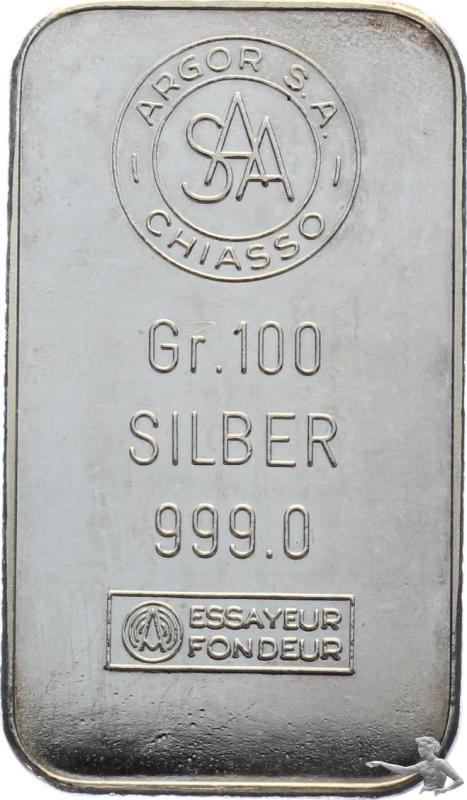 ARGOR S.A.
SAA
CHIASSO
Gr.100
SILBER
999.0
ESSAYEUR
FONDEUR